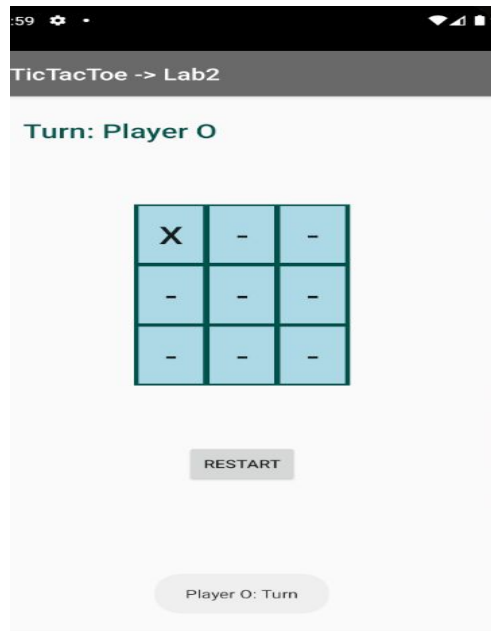 :59
TicTacToe -> Lab2
Turn: Player O
X - -
- - -
- - -
RESTART
Player O: Turn